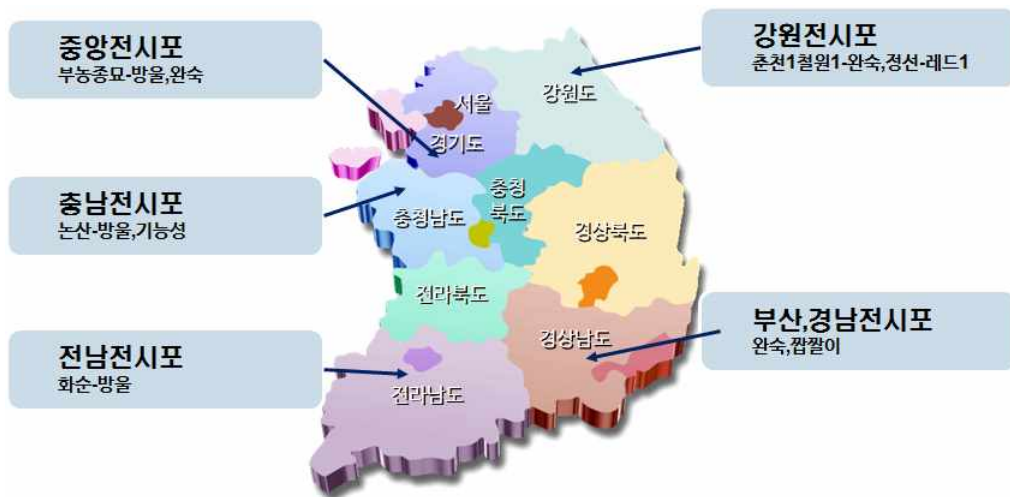 중앙전시포
부농종묘-방울,완숙
강원전시포
춘천1철원1-완숙,정선-레드1
서울
강원도
경기도
충남전시포
논산-방울,기능성
충청
북도
충청남도
경상북도
전라북도
부산,경남전시포
완숙,짭짤이
경상남도
전남전시포
화순-방울
전라남도